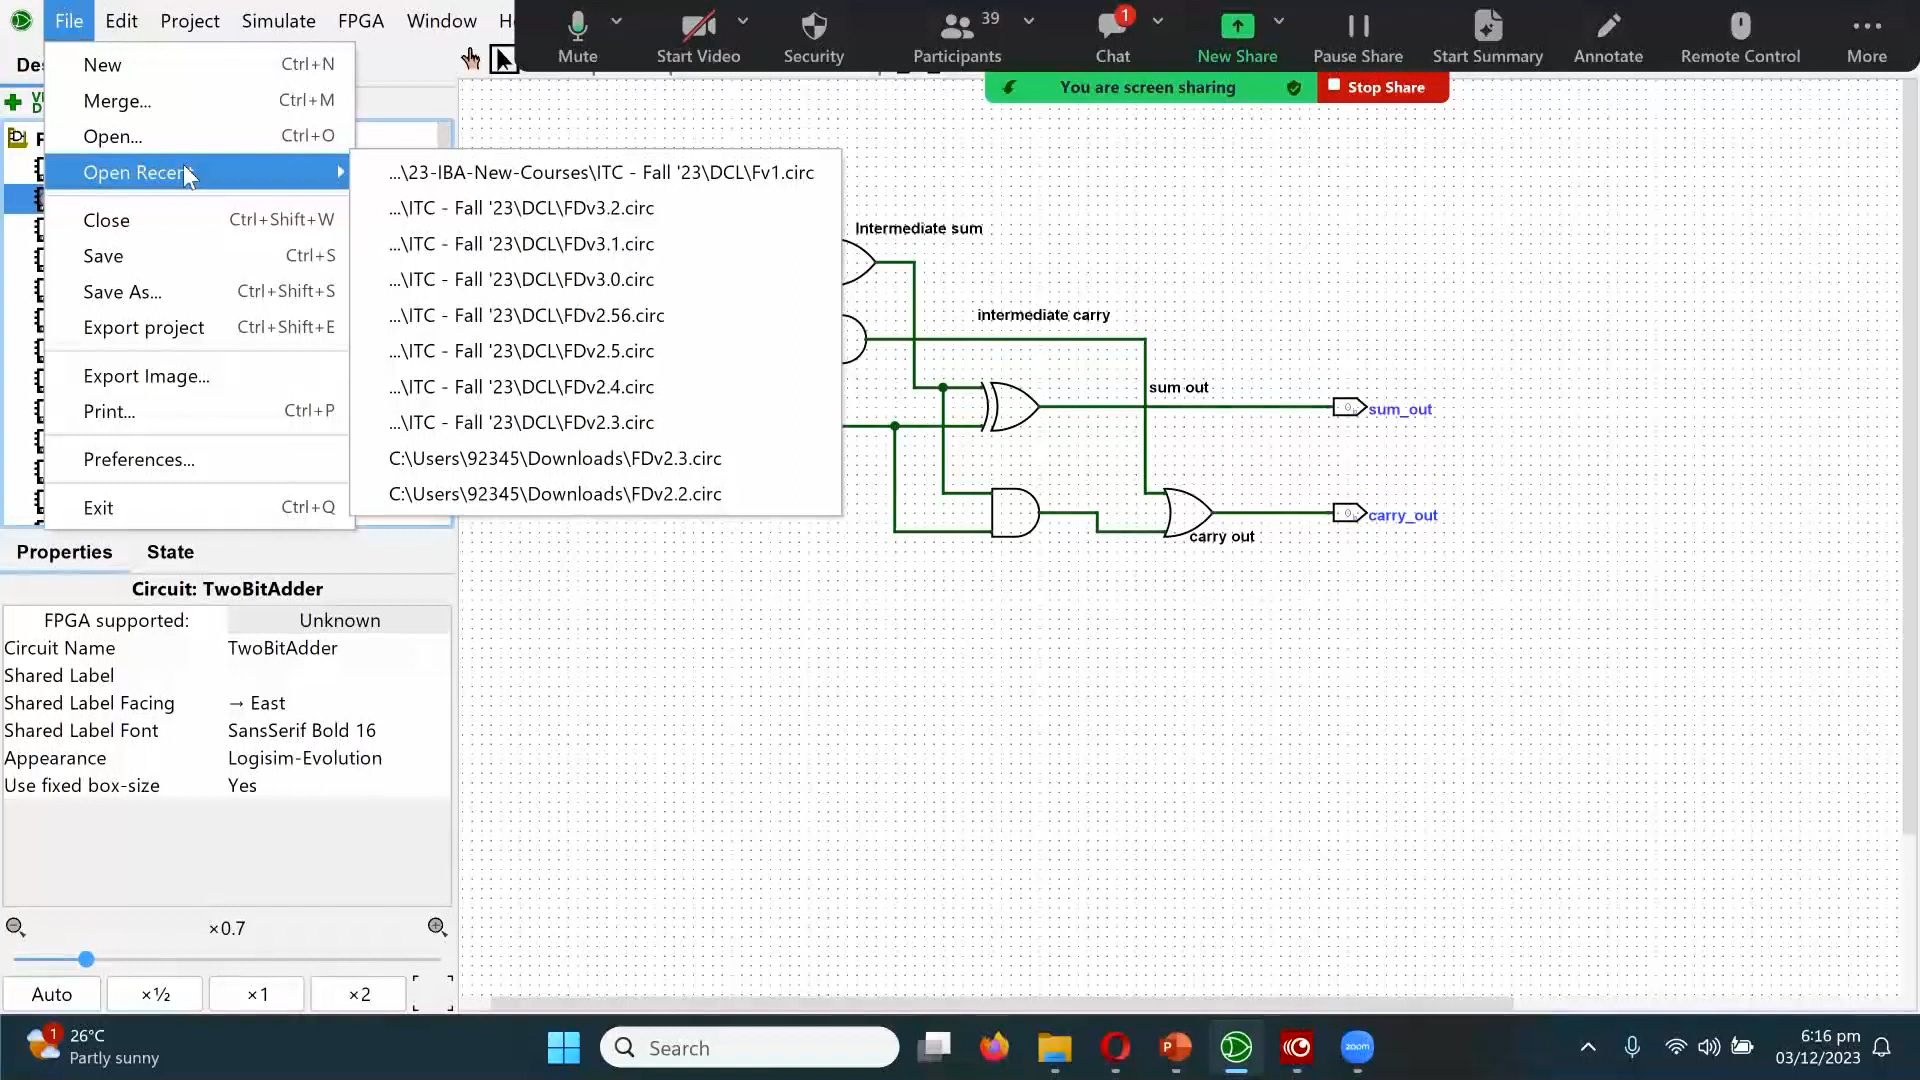 File Edit Project Simulate FPGA Window
39
1
Mute Start Video Security Participants Chat New Share Pause Share Start Summary Annotate Remote Control More
You are screen sharing Stop Share
New Ctrl+N
Merge... Ctrl+M
Open... Ctrl+O
Open Recen
Close Ctrl+Shift+W
Save Ctrl+S
Save As... Ctrl+Shift+S
Export project Ctrl+Shift+E
Export Image...
Print... Ctrl+P
Preferences...
Exit Ctrl+Q
...\23-IBA-New-Courses\ITC - Fall '23\DCL\Fv1.circ
...\ITC - Fall '23\DCL\FDv3.2.circ
...\ITC - Fall '23\DCL\FDv3.1.circ
...\ITC - Fall '23\DCL\FDv3.0.circ
...\ITC - Fall '23\DCL\FDv2.56.circ
...\ITC - Fall '23\DCL\FDv2.5.circ
...\ITC - Fall '23\DCL\FDv2.4.circ
...\ITC - Fall '23\DCL\FDv2.3.circ
C:\Users\92345\Downloads\FDv2.3.circ
C:\Users\92345\Downloads\FDv2.2.circ
Intermediate sum
intermediate carry
sum out
sum_out
carry_out
carry out
Properties State
Circuit: TwoBitAdder
FPGA supported: Unknown
Circuit Name TwoBitAdder
Shared Label
Shared Label Facing → East
Shared Label Font SansSerif Bold 16
Appearance Logisim-Evolution
Use fixed box-size Yes
×0.7
Auto ×½ ×1 ×2
1
26°C
Partly sunny
Search
zoom
6:16 pm
03/12/2023